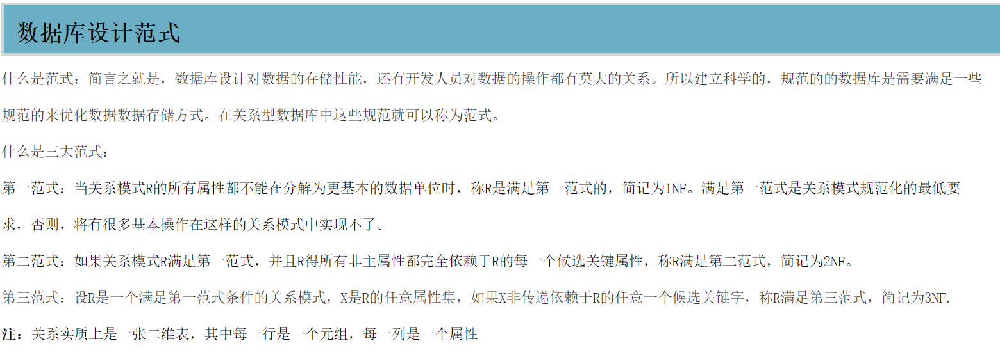 数据库设计范式
什么是范式：简言之就是，数据库设计对数据的存储性能，还有开发人员对数据的操作都有莫大的关系。所以建立科学的，规范的的数据库是需要满足一些
规范的来优化数据数据存储方式。在关系型数据库中这些规范就可以称为范式。
什么是三大范式：
第一范式：当关系模式R的所有属性都不能在分解为更基本的数据单位时，称R是满足第一范式的，简记为1NF。满足第一范式是关系模式规范化的最低要
求，否则，将有很多基本操作在这样的关系模式中实现不了。
第二范式：如果关系模式R满足第一范式，并且R得所有非主属性都完全依赖于R的每一个候选关键属性，称R满足第二范式，简记为2NF。
第三范式：设R是一个满足第一范式条件的关系模式，X是R的任意属性集，如果X非传递依赖于R的任意一个候选关键字，称R满足第三范式，简记为3NF.
注：关系实质上是一张二维表，其中每一行是一个元组，每一列是一个属性